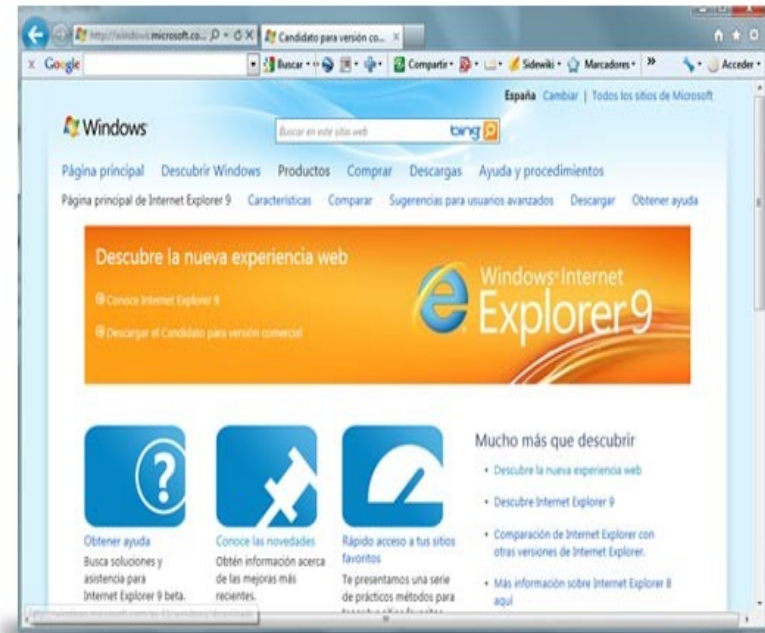 http://windows.microsoft.co...
Candidato para versión co...
x Google Buscar Compartir Sidewiki Marcadores » Acceder
España Cambiar | Todos los sitios de Microsoft
Windows
Buscar en este sitio web bing
Página principal Descubrir Windows Productos Comprar Descargas Ayuda y procedimientos
Página principal de Internet Explorer 9 Características Comparar Sugerencias para usuarios avanzados Descargar Obtener ayuda
Descubre la nueva experiencia web
Conoce Internet Explorer 9
Descargar el Candidato para versión comercial
Windows Internet
Explorer 9
Obtener ayuda
Busca soluciones y
asistencia para
Internet Explorer 9 beta.
Conoce las novedades
Obtén información acerca
de las mejoras más
recientes.
Rápido acceso a tus sitios
favoritos
Te presentamos una serie
de prácticos métodos para
Mucho más que descubrir
• Descubre la nueva experiencia web
• Descubre Internet Explorer 9
• Comparación de Internet Explorer con
otras versiones de Internet Explorer.
• Más información sobre Internet Explorer 8
aquí